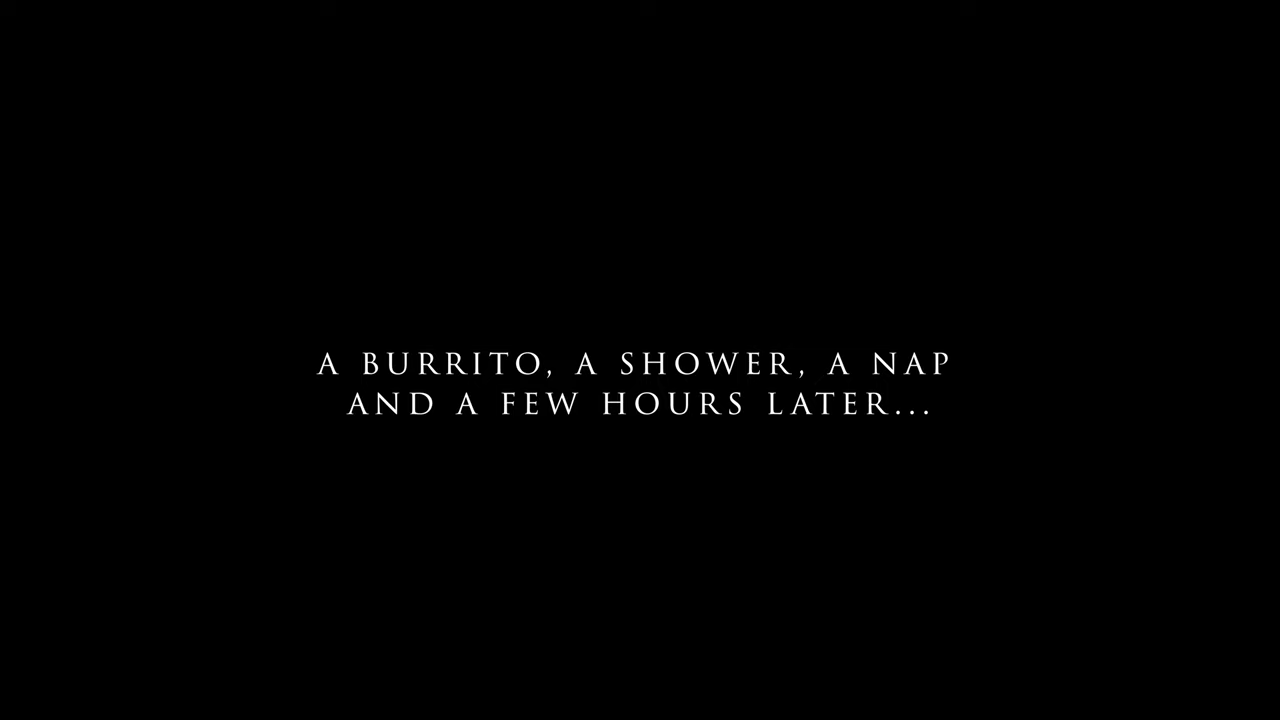 A BURRITO, A SHOWER, A NAP
AND A FEW HOURS LATER...